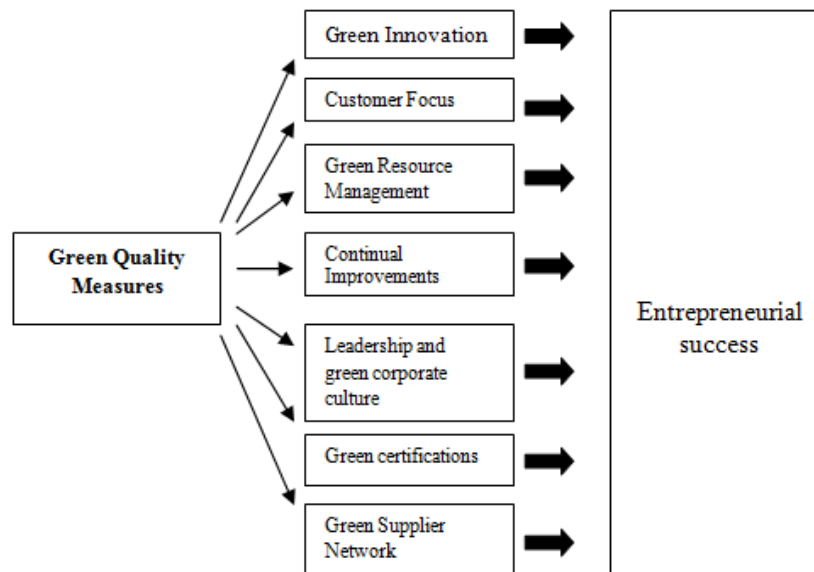 Green Innovation
Customer Focus
Green Resource
Management
Green Quality
Measures
Continual
Improvements
Leadership and
green corporate
culture
Green certifications
Green Supplier
Network
Entrepreneurial
success